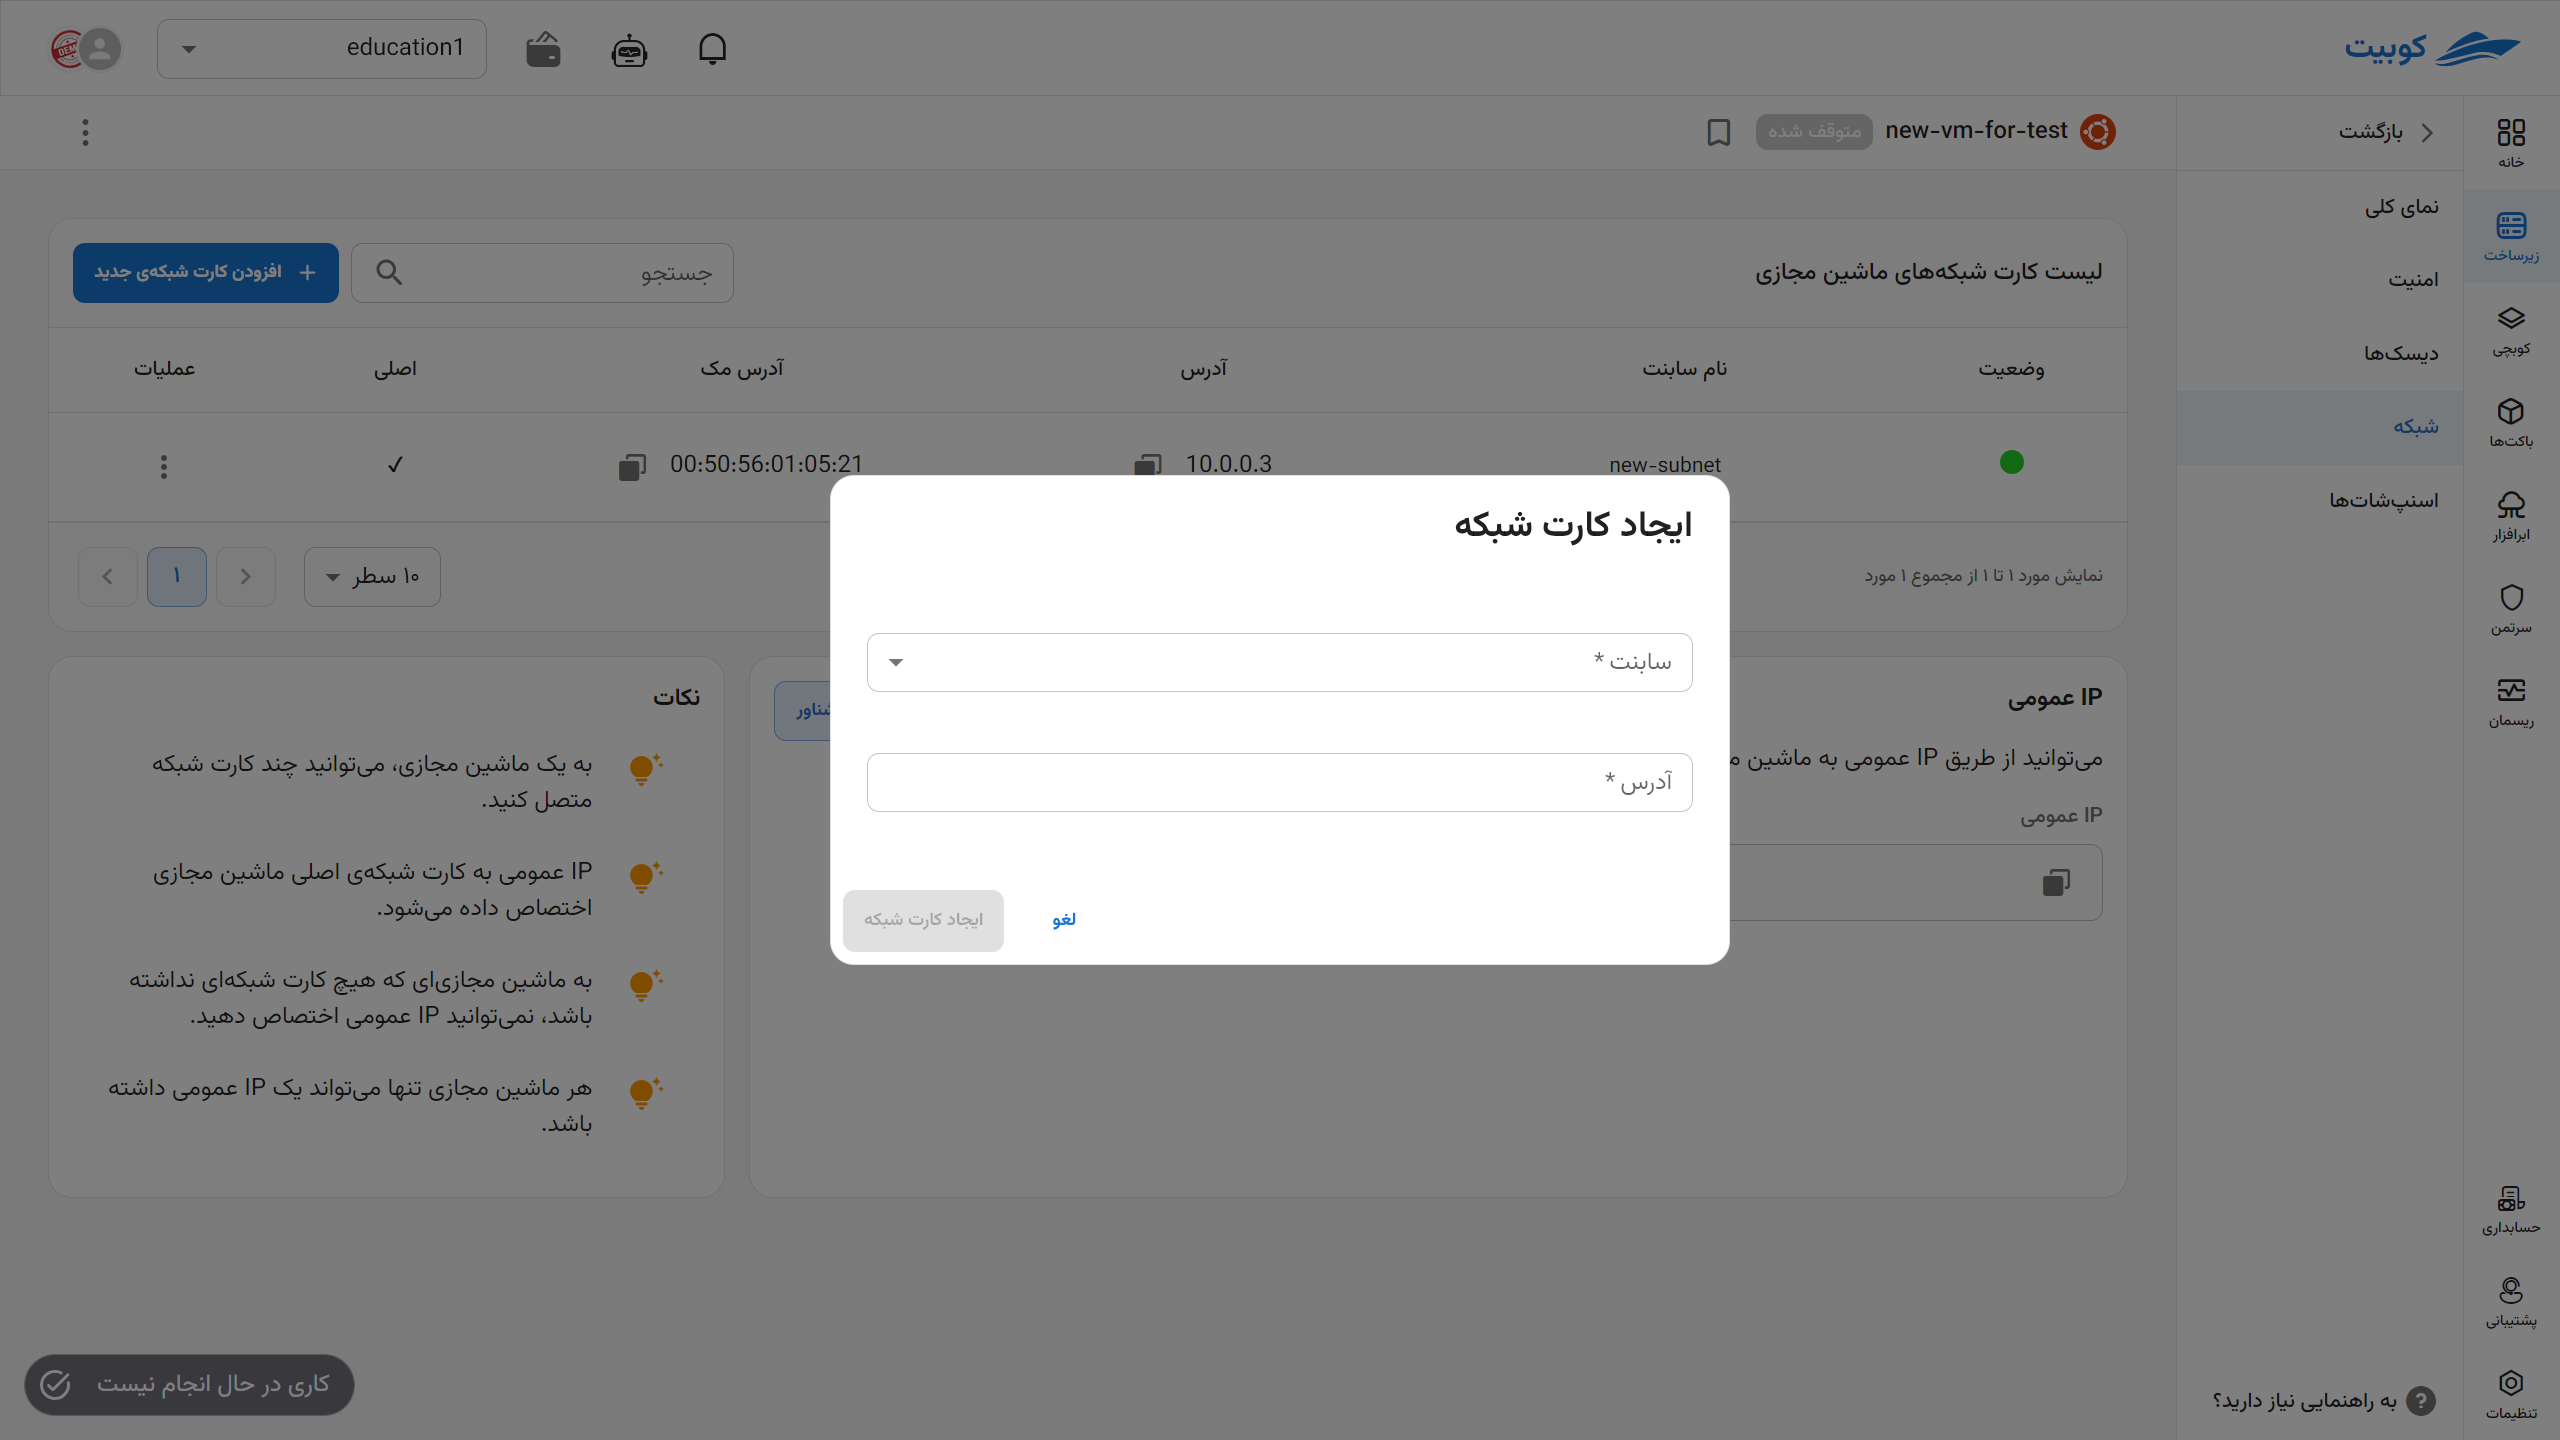 کوبیت
education1
DEM
خانه
زیرساخت
کوبچی
باکت‌ها
ابرافزار
سرتمن
ریسمان
حسابداری
پشتیبانی
تنظیمات
بازگشت
نمای کلی
امنیت
دیسک‌ها
شبکه
اسنپ‌شات‌ها
به راهنمایی نیاز دارید؟
new-vm-for-test
متوقف شده
لیست کارت شبکه‌های ماشین مجازی
جستجو
افزودن کارت شبکه‌ی جدید
وضعیت
نام سابنت
آدرس
آدرس مک
اصلی
عملیات
new-subnet
10.0.0.3
00:50:56:01:05:21
نمایش مورد ۱ تا ۱ از مجموع ۱ مورد
۱۰ سطر
۱
ایجاد کارت شبکه
سابنت *
آدرس *
لغو
ایجاد کارت شبکه
IP عمومی
می‌توانید از طریق IP عمومی به ماشین
IP عمومی
شناور
نکات
به یک ماشین مجازی، می‌توانید چند کارت شبکه
متصل کنید.
IP عمومی به کارت شبکه‌ی اصلی ماشین مجازی
اختصاص داده می‌شود.
به ماشین مجازی‌ای که هیچ کارت شبکه‌ای نداشته
باشد، نمی‌توانید IP عمومی اختصاص دهید.
هر ماشین مجازی تنها می‌تواند یک IP عمومی داشته
باشد.
کاری در حال انجام نیست